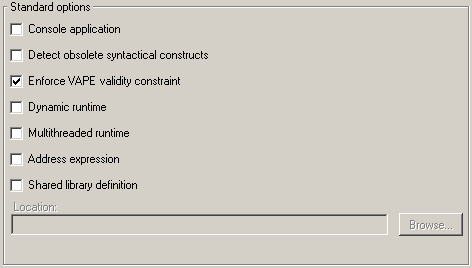 Standard options
Console application
Detect obsolete syntactical constructs
Enforce VAPE validity constraint
Dynamic runtime
Multithreaded runtime
Address expression
Shared library definition
Location:
Browse...